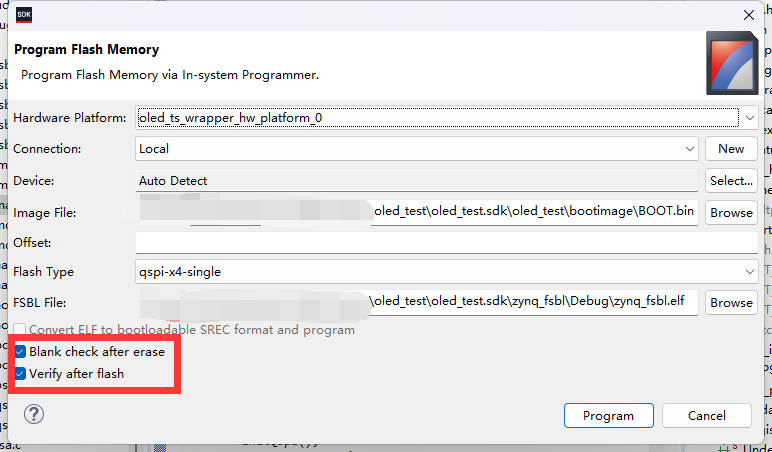 SDK
Program Flash Memory
Program Flash Memory via In-system Programmer.
Hardware Platform: oled_ts_wrapper_hw_platform_0
Connection: Local New
Device: Auto Detect Select...
Image File: \oled_test\oled_test.sdk\oled_test\bootimage\BOOT.bin Browse
Offset:
Flash Type qspi-x4-single
FSBL File: \oled_test\oled_test.sdk\zynq_fsbl\Debug\zynq_fsbl.elf Browse
Convert ELF to bootloadable SREC format and program
Blank check after erase
Verify after flash
? Program Cancel